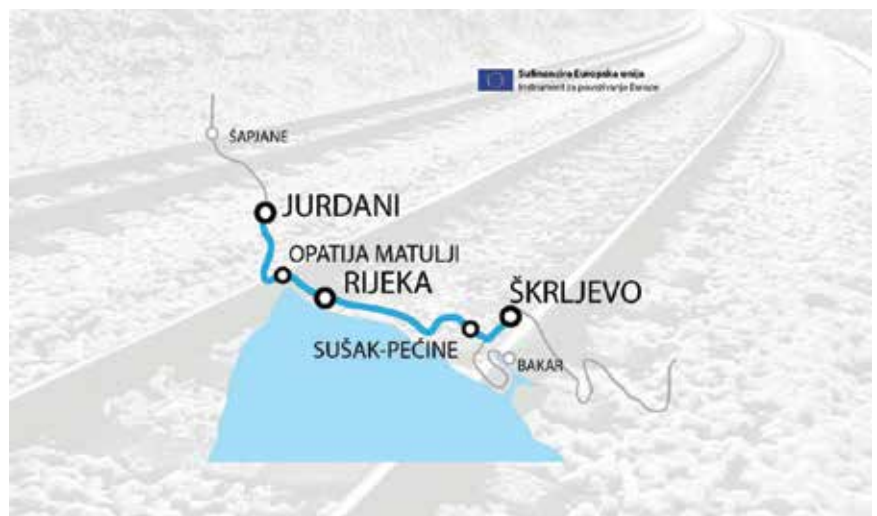 Sufinancira Europska unija
Instrument za povezivanje Europe
ŠAPJANE
JURDANI
OPATIJA MATULJI
RIJEKA
ŠKRLJEVO
SUŠAK-PEĆINE
BAKAR